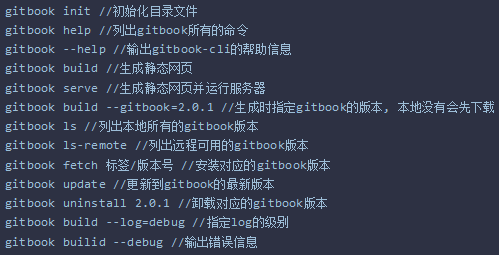 gitbook init //初始化目录文件
gitbook help //列出gitbook所有的命令
gitbook --help //输出gitbook-cli的帮助信息
gitbook build //生成静态网页
gitbook serve //生成静态网页并运行服务器
gitbook build --gitbook=2.0.1 //生成时指定gitbook的版本, 本地没有会先下载
gitbook ls //列出本地所有的gitbook版本
gitbook ls-remote //列出远程可用的gitbook版本
gitbook fetch 标签/版本号 //安装对应的gitbook版本
gitbook update //更新到gitbook的最新版本
gitbook uninstall 2.0.1 //卸载对应的gitbook版本
gitbook build --log=debug //指定log的级别
gitbook builid --debug //输出错误信息